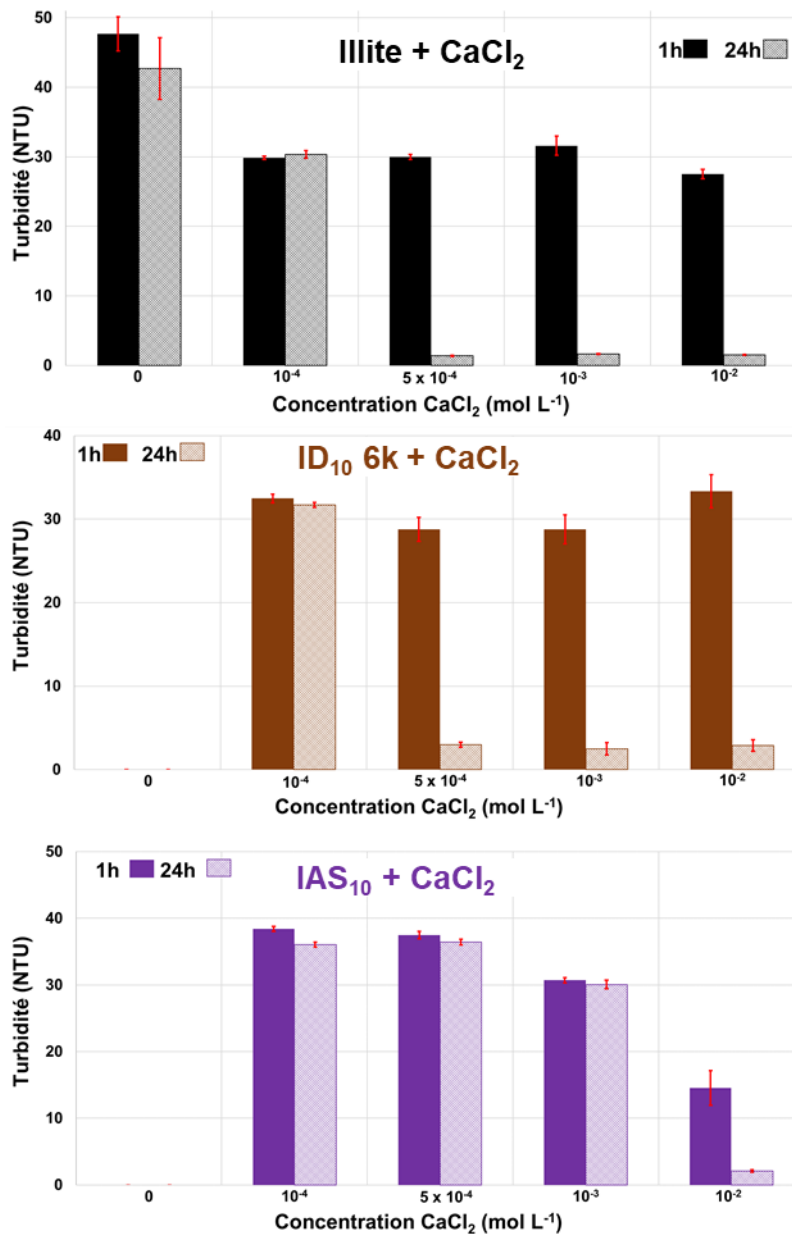 Illite + CaCl₂
1h 24h
Turbidité (NTU)
50
40
30
20
10
0
0 10⁻⁴ 5 x 10⁻⁴ 10⁻³ 10⁻²
Concentration CaCl₂ (mol L⁻¹)
1h 24h
ID₁₀ 6k + CaCl₂
Turbidité (NTU)
40
30
20
10
0
0 10⁻⁴ 5 x 10⁻⁴ 10⁻³ 10⁻²
Concentration CaCl₂ (mol L⁻¹)
1h 24h
IAS₁₀ + CaCl₂
Turbidité (NTU)
50
40
30
20
10
0
0 10⁻⁴ 5 x 10⁻⁴ 10⁻³ 10⁻²
Concentration CaCl₂ (mol L⁻¹)